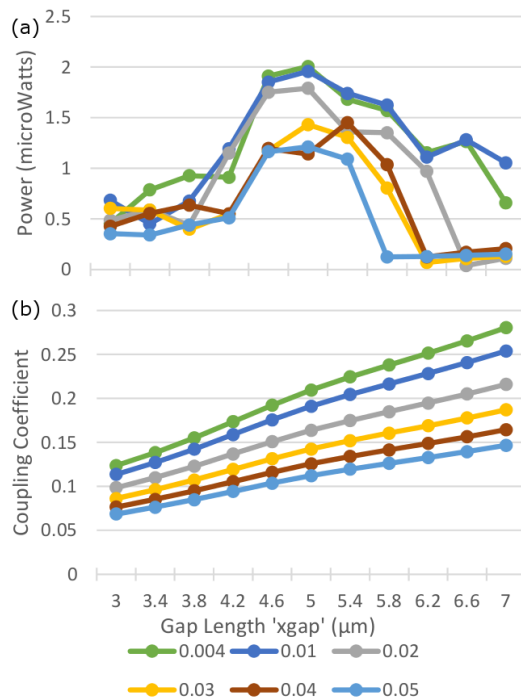 (a)
Power (microWatts)
2.5
2
1.5
1
0.5
0
(b)
Coupling Coefficient
0.3
0.25
0.2
0.15
0.1
0.05
0
3 3.4 3.8 4.2 4.6 5 5.4 5.8 6.2 6.6 7
Gap Length 'xgap' (μm)
0.004 0.01 0.02
0.03 0.04 0.05